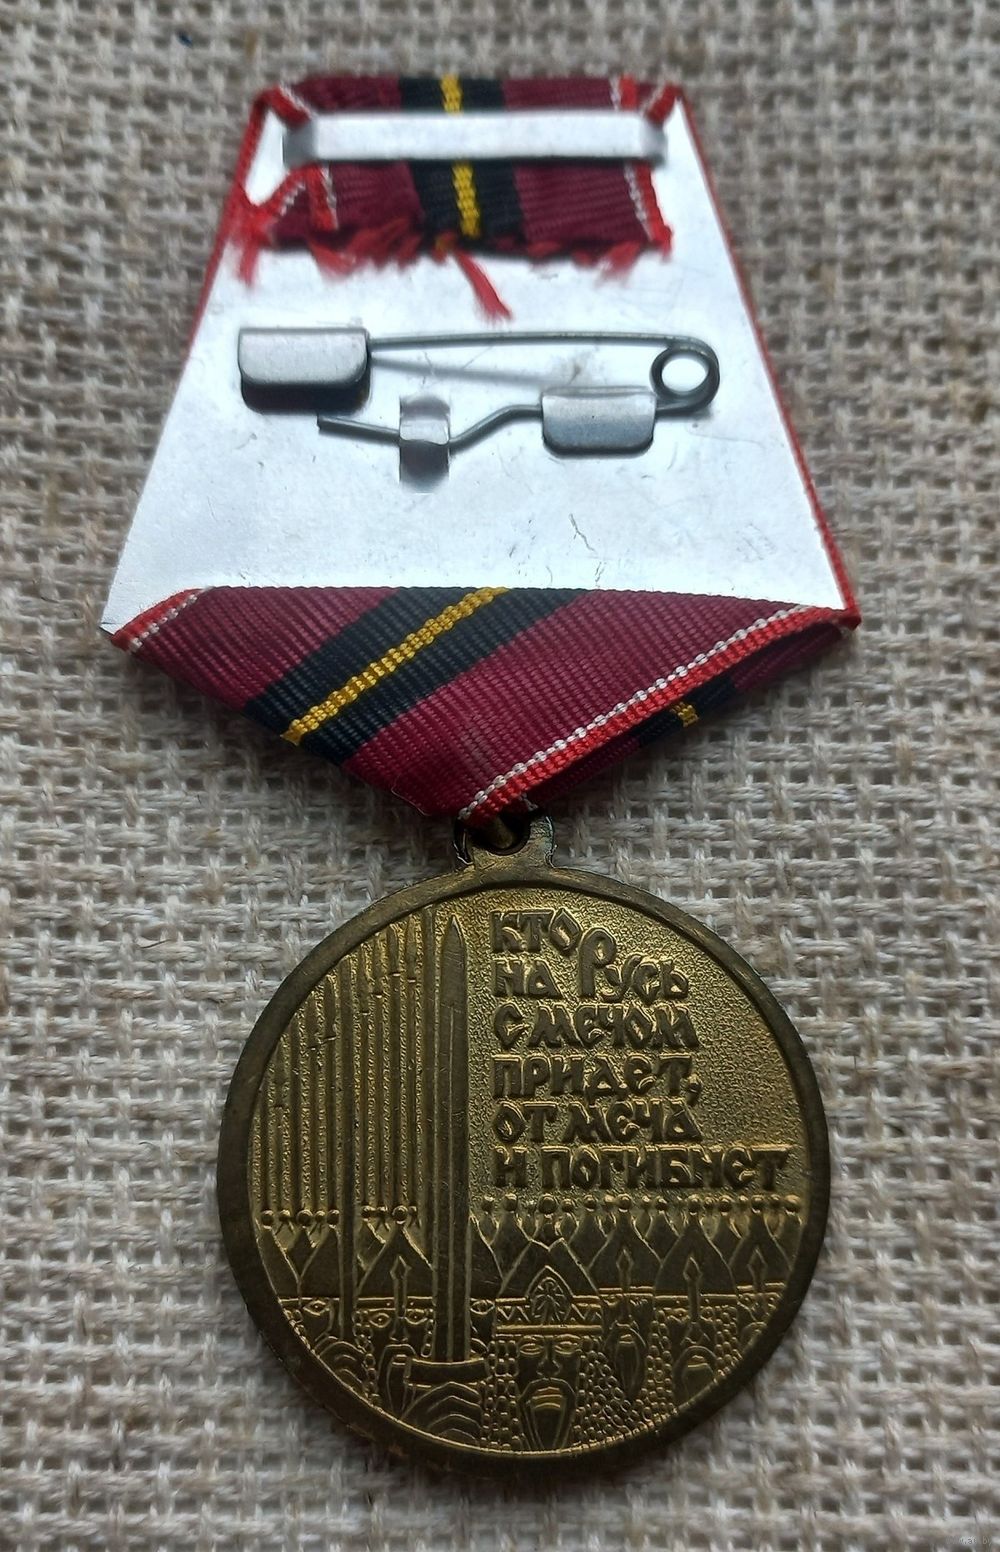 КТО
НА РУСЬ
С МЕЧОМ
ПРИДЕТ,
ОТ МЕЧА
И ПОГИБНЕТ